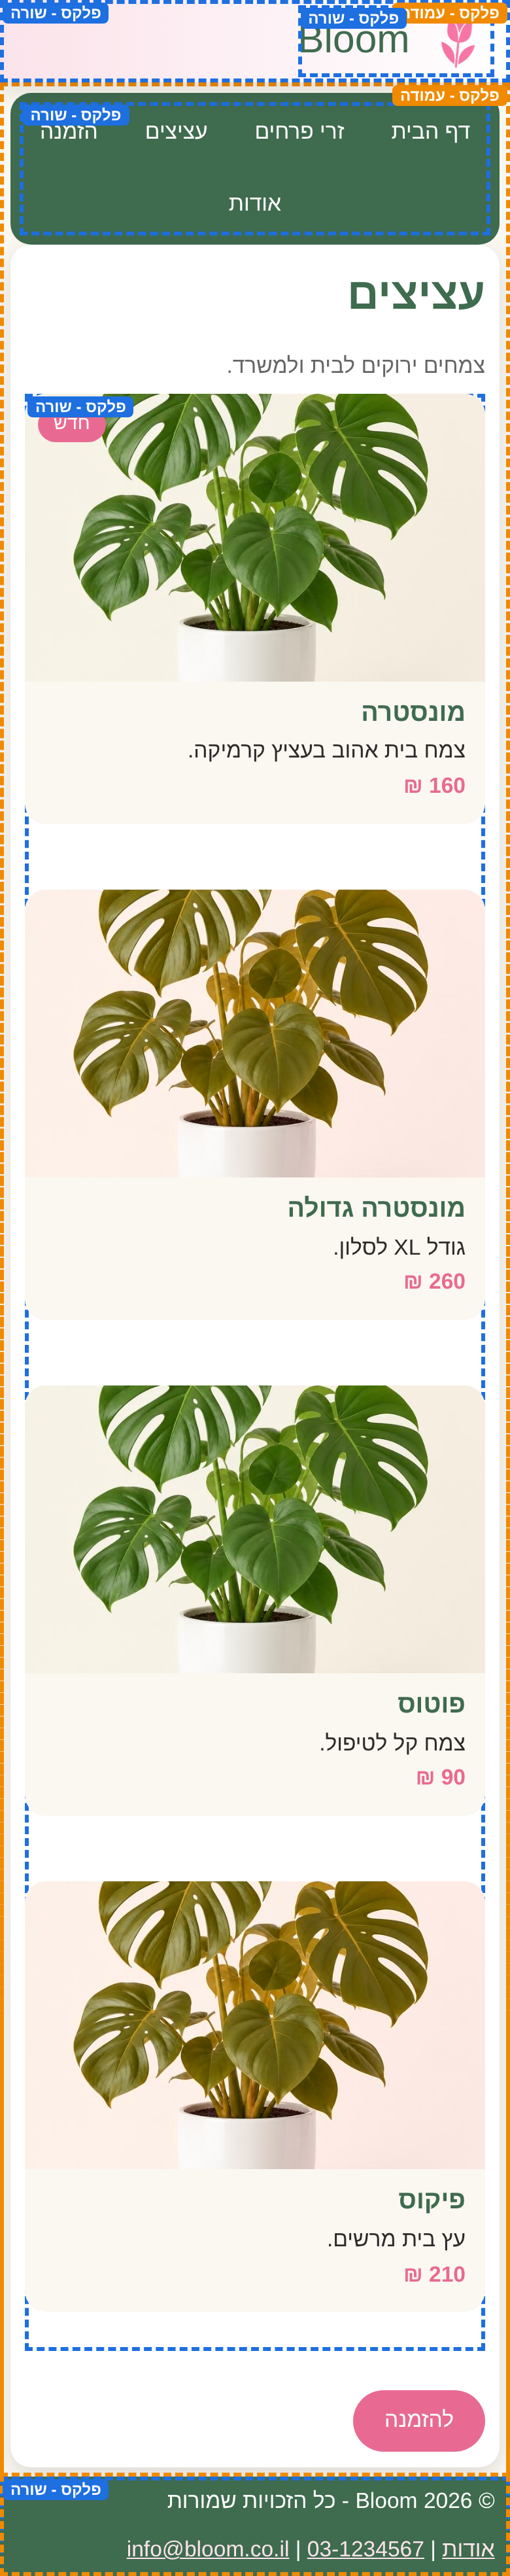 פלקס - עמודה
פלקס - שורה
פלקס - שורה
Bloom
פלקס - עמודה
פלקס - שורה
דף הבית
זרי פרחים
עציצים
הזמנה
אודות
עציצים
צמחים ירוקים לבית ולמשרד.
פלקס - שורה
חדש
מונסטרה
צמח בית אהוב בעציץ קרמיקה.
160 ₪
מונסטרה גדולה
גודל XL לסלון.
260 ₪
פוטוס
צמח קל לטיפול.
90 ₪
פיקוס
עץ בית מרשים.
210 ₪
להזמנה
פלקס - שורה
© 2026 Bloom - כל הזכויות שמורות
אודות | 03-1234567 | info@bloom.co.il